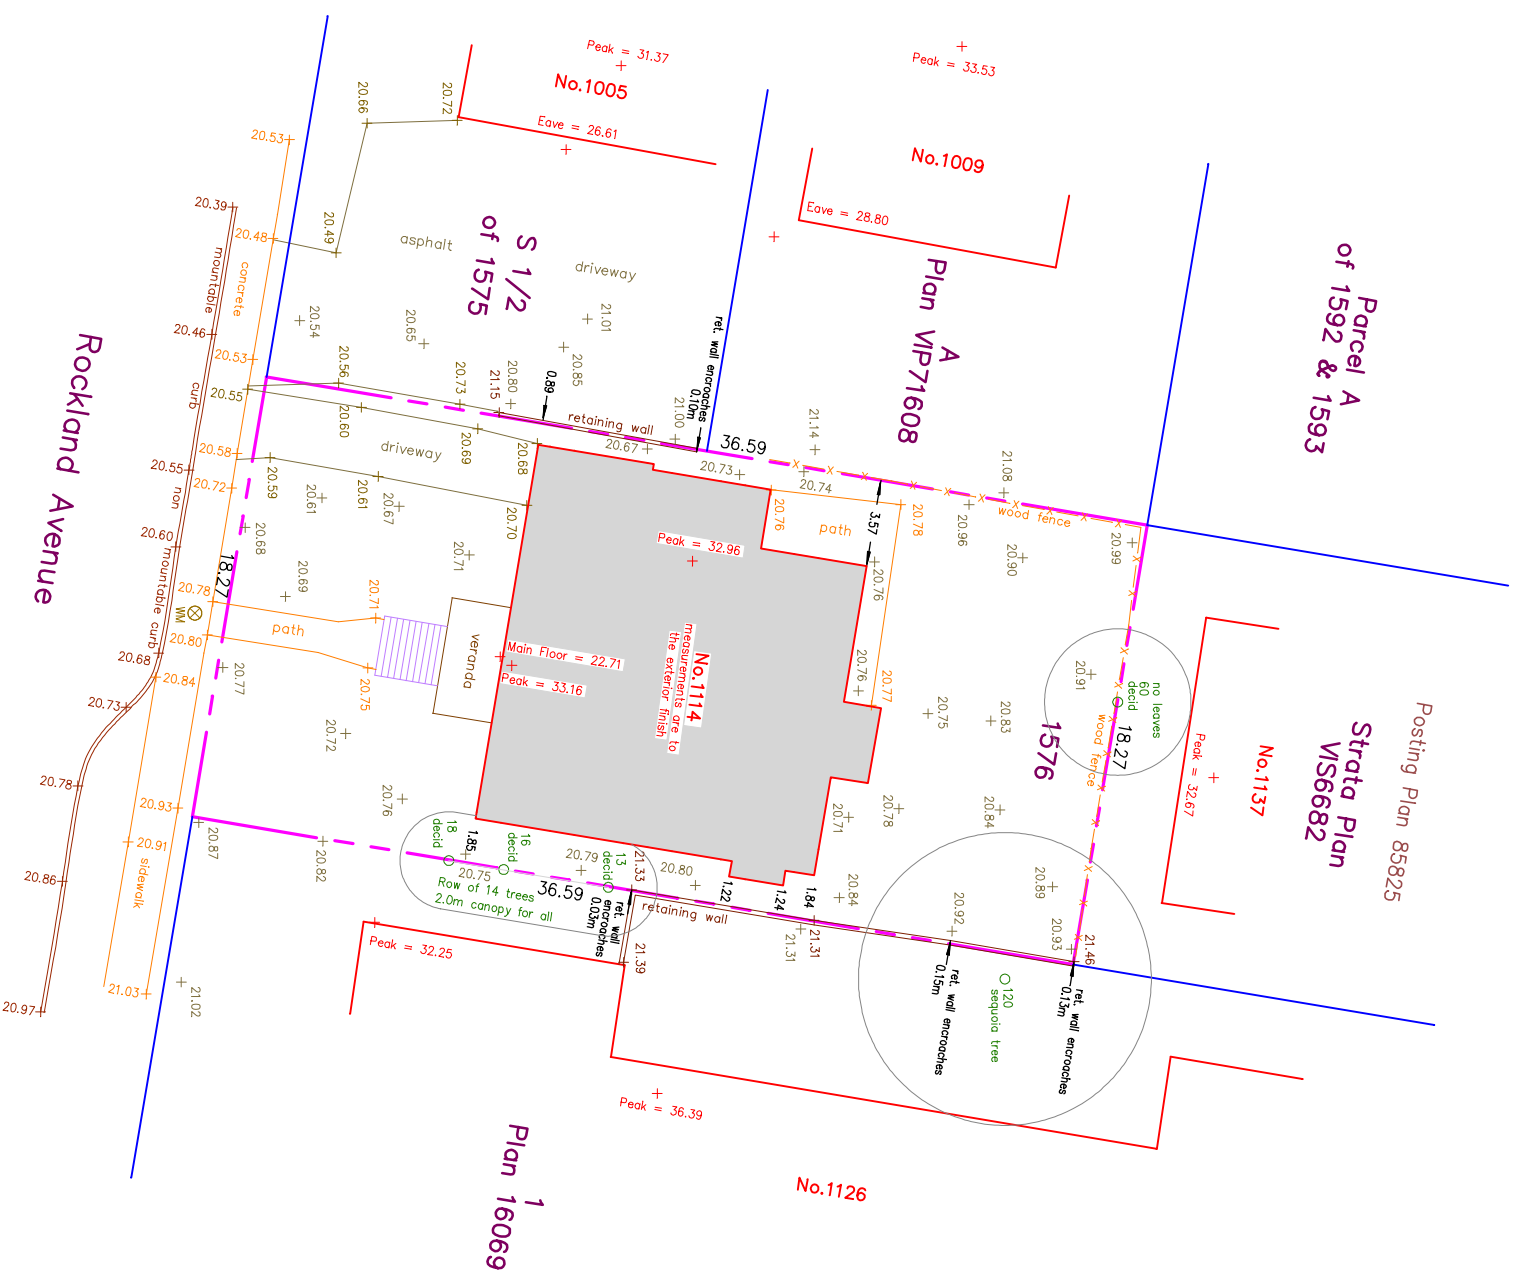 Peak = 31.37
No.1005
Eave = 26.61
Peak = 33.53
No.1009
Eave = 28.80
20.66
20.72
20.53
20.39
20.48
20.49
asphalt
driveway
S 1/2
of 1575
A
Plan VIP71608
Parcel A
of 1592 & 1593
concrete
mountable
curb
20.46
20.54
20.65
21.01
20.53
20.56
20.55
20.73
21.15
20.80
0.89
20.85
ret. wall encroaches
0.10m
retaining wall
21.00
20.60
driveway
20.69
20.68
20.67
20.73
36.59
21.14
20.74
21.08
20.58
20.72
20.59
20.61
20.61
20.67
20.70
20.68
20.55
non
20.60
mountable curb
Rockland Avenue
18.27
20.69
20.71
20.71
20.78
WM
path
20.80
20.75
20.68
20.84
20.77
20.73
20.72
veranda
Peak = 32.96
Main Floor = 22.71
Peak = 33.16
No.1114
measurements are to
the exterior finish
20.76
path
3.57
20.78
20.76
20.76
20.77
20.96
wood fence
20.90
20.99
20.75
20.83
20.91
no leaves
60
decid
18.27
wood fence
1576
Peak = 32.67
No.1137
Strata Plan
VIS6682
Posting Plan 85825
20.78
20.93
20.91
20.87
20.82
20.76
18
decid
1.85
16
decid
20.75
20.79
13
decid
21.33
Row of 14 trees
2.0m canopy for all
36.59
ret. wall
encroaches
0.03m
20.80
1.22
1.24
1.84
20.71
20.78
20.84
20.84
20.89
20.92
20.93
21.46
retaining wall
21.31
21.31
21.39
20.86
sidewalk
21.03
20.97
21.02
Peak = 32.25
ret. wall encroaches
0.15m
120
sequoia tree
ret. wall encroaches
0.13m
Peak = 36.39
No.1126
1
Plan 16069